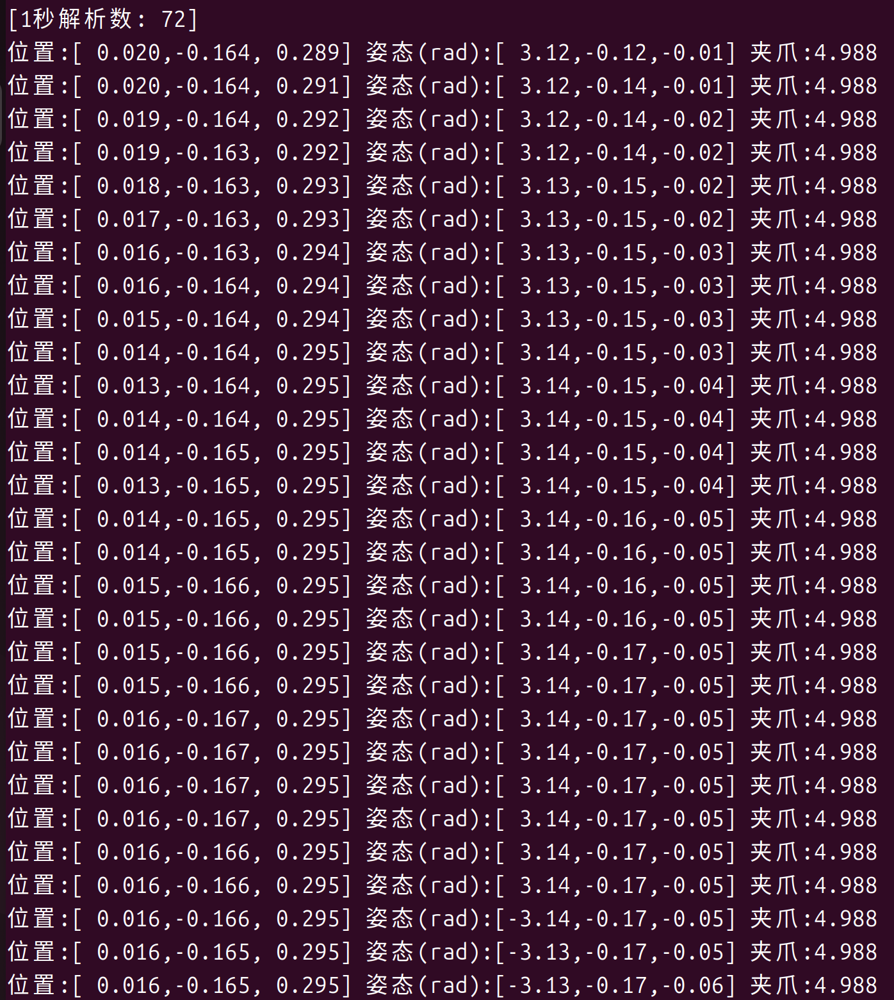 [1秒解析数: 72]
位置:[ 0.020,-0.164, 0.289] 姿态(rad):[ 3.12,-0.12,-0.01] 夹爪:4.988
位置:[ 0.020,-0.164, 0.291] 姿态(rad):[ 3.12,-0.14,-0.01] 夹爪:4.988
位置:[ 0.019,-0.164, 0.292] 姿态(rad):[ 3.12,-0.14,-0.02] 夹爪:4.988
位置:[ 0.019,-0.163, 0.292] 姿态(rad):[ 3.12,-0.14,-0.02] 夹爪:4.988
位置:[ 0.018,-0.163, 0.293] 姿态(rad):[ 3.13,-0.15,-0.02] 夹爪:4.988
位置:[ 0.017,-0.163, 0.293] 姿态(rad):[ 3.13,-0.15,-0.02] 夹爪:4.988
位置:[ 0.016,-0.163, 0.294] 姿态(rad):[ 3.13,-0.15,-0.03] 夹爪:4.988
位置:[ 0.016,-0.164, 0.294] 姿态(rad):[ 3.13,-0.15,-0.03] 夹爪:4.988
位置:[ 0.015,-0.164, 0.294] 姿态(rad):[ 3.13,-0.15,-0.03] 夹爪:4.988
位置:[ 0.014,-0.164, 0.295] 姿态(rad):[ 3.14,-0.15,-0.03] 夹爪:4.988
位置:[ 0.013,-0.164, 0.295] 姿态(rad):[ 3.14,-0.15,-0.04] 夹爪:4.988
位置:[ 0.014,-0.164, 0.295] 姿态(rad):[ 3.14,-0.15,-0.04] 夹爪:4.988
位置:[ 0.014,-0.165, 0.295] 姿态(rad):[ 3.14,-0.15,-0.04] 夹爪:4.988
位置:[ 0.013,-0.165, 0.295] 姿态(rad):[ 3.14,-0.15,-0.04] 夹爪:4.988
位置:[ 0.014,-0.165, 0.295] 姿态(rad):[ 3.14,-0.16,-0.05] 夹爪:4.988
位置:[ 0.014,-0.165, 0.295] 姿态(rad):[ 3.14,-0.16,-0.05] 夹爪:4.988
位置:[ 0.015,-0.166, 0.295] 姿态(rad):[ 3.14,-0.16,-0.05] 夹爪:4.988
位置:[ 0.015,-0.166, 0.295] 姿态(rad):[ 3.14,-0.16,-0.05] 夹爪:4.988
位置:[ 0.015,-0.166, 0.295] 姿态(rad):[ 3.14,-0.17,-0.05] 夹爪:4.988
位置:[ 0.015,-0.166, 0.295] 姿态(rad):[ 3.14,-0.17,-0.05] 夹爪:4.988
位置:[ 0.016,-0.167, 0.295] 姿态(rad):[ 3.14,-0.17,-0.05] 夹爪:4.988
位置:[ 0.016,-0.167, 0.295] 姿态(rad):[ 3.14,-0.17,-0.05] 夹爪:4.988
位置:[ 0.016,-0.167, 0.295] 姿态(rad):[ 3.14,-0.17,-0.05] 夹爪:4.988
位置:[ 0.016,-0.167, 0.295] 姿态(rad):[ 3.14,-0.17,-0.05] 夹爪:4.988
位置:[ 0.016,-0.166, 0.295] 姿态(rad):[ 3.14,-0.17,-0.05] 夹爪:4.988
位置:[ 0.016,-0.166, 0.295] 姿态(rad):[ 3.14,-0.17,-0.05] 夹爪:4.988
位置:[ 0.016,-0.166, 0.295] 姿态(rad):[-3.14,-0.17,-0.05] 夹爪:4.988
位置:[ 0.016,-0.165, 0.295] 姿态(rad):[-3.13,-0.17,-0.05] 夹爪:4.988
位置:[ 0.016,-0.165, 0.295] 姿态(rad):[-3.13,-0.17,-0.06] 夹爪:4.988